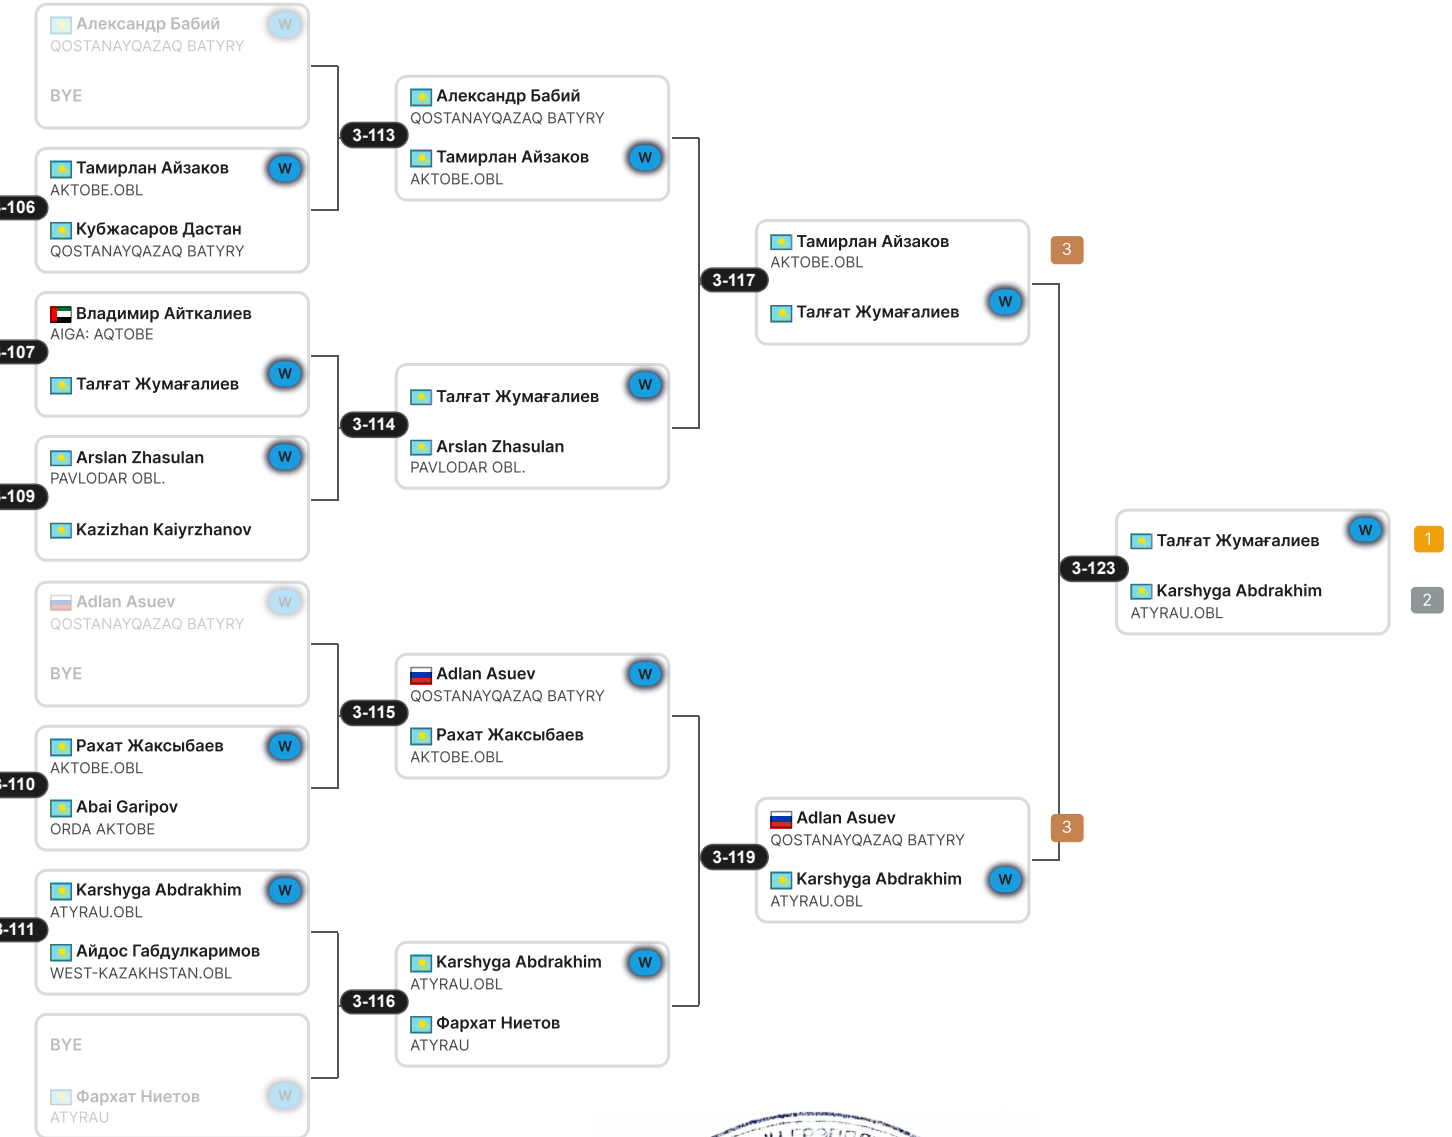 Александр Бабий
W
QOSTANAYQAZAQ BATYRY
BYE
Тамирлан Айзаков
W
AKTOBE.OBL
-106
Кубжасаров Дастан
QOSTANAYQAZAQ BATYRY
Владимир Айткалиев
AIGA: AQTOBE
-107
W
Талғат Жумағалиев
Arslan Zhasulan
W
PAVLODAR OBL.
-109
Kazizhan Kaiyrzhanov
Adlan Asuev
W
QOSTANAYQAZAQ BATYRY
BYE
Рахат Жаксыбаев
W
AKTOBE.OBL
-110
Abai Garipov
ORDA AKTOBE
Karshyga Abdrakhim
W
ATYRAU.OBL
-111
Айдос Габдулкаримов
WEST-KAZAKHSTAN.OBL
BYE
Фархат Ниетов
W
ATYRAU
Александр Бабий
QOSTANAYQAZAQ BATYRY
3-113
Тамирлан Айзаков
W
AKTOBE.OBL
W
Талғат Жумағалиев
3-114
Arslan Zhasulan
PAVLODAR OBL.
Adlan Asuev
W
QOSTANAYQAZAQ BATYRY
3-115
Рахат Жаксыбаев
AKTOBE.OBL
Karshyga Abdrakhim
W
ATYRAU.OBL
3-116
Фархат Ниетов
ATYRAU
Тамирлан Айзаков
3
AKTOBE.OBL
3-117
W
Талғат Жумағалиев
Adlan Asuev
3
QOSTANAYQAZAQ BATYRY
3-119
Karshyga Abdrakhim
W
ATYRAU.OBL
W
Талғат Жумағалиев
1
3-123
Karshyga Abdrakhim
2
ATYRAU.OBL